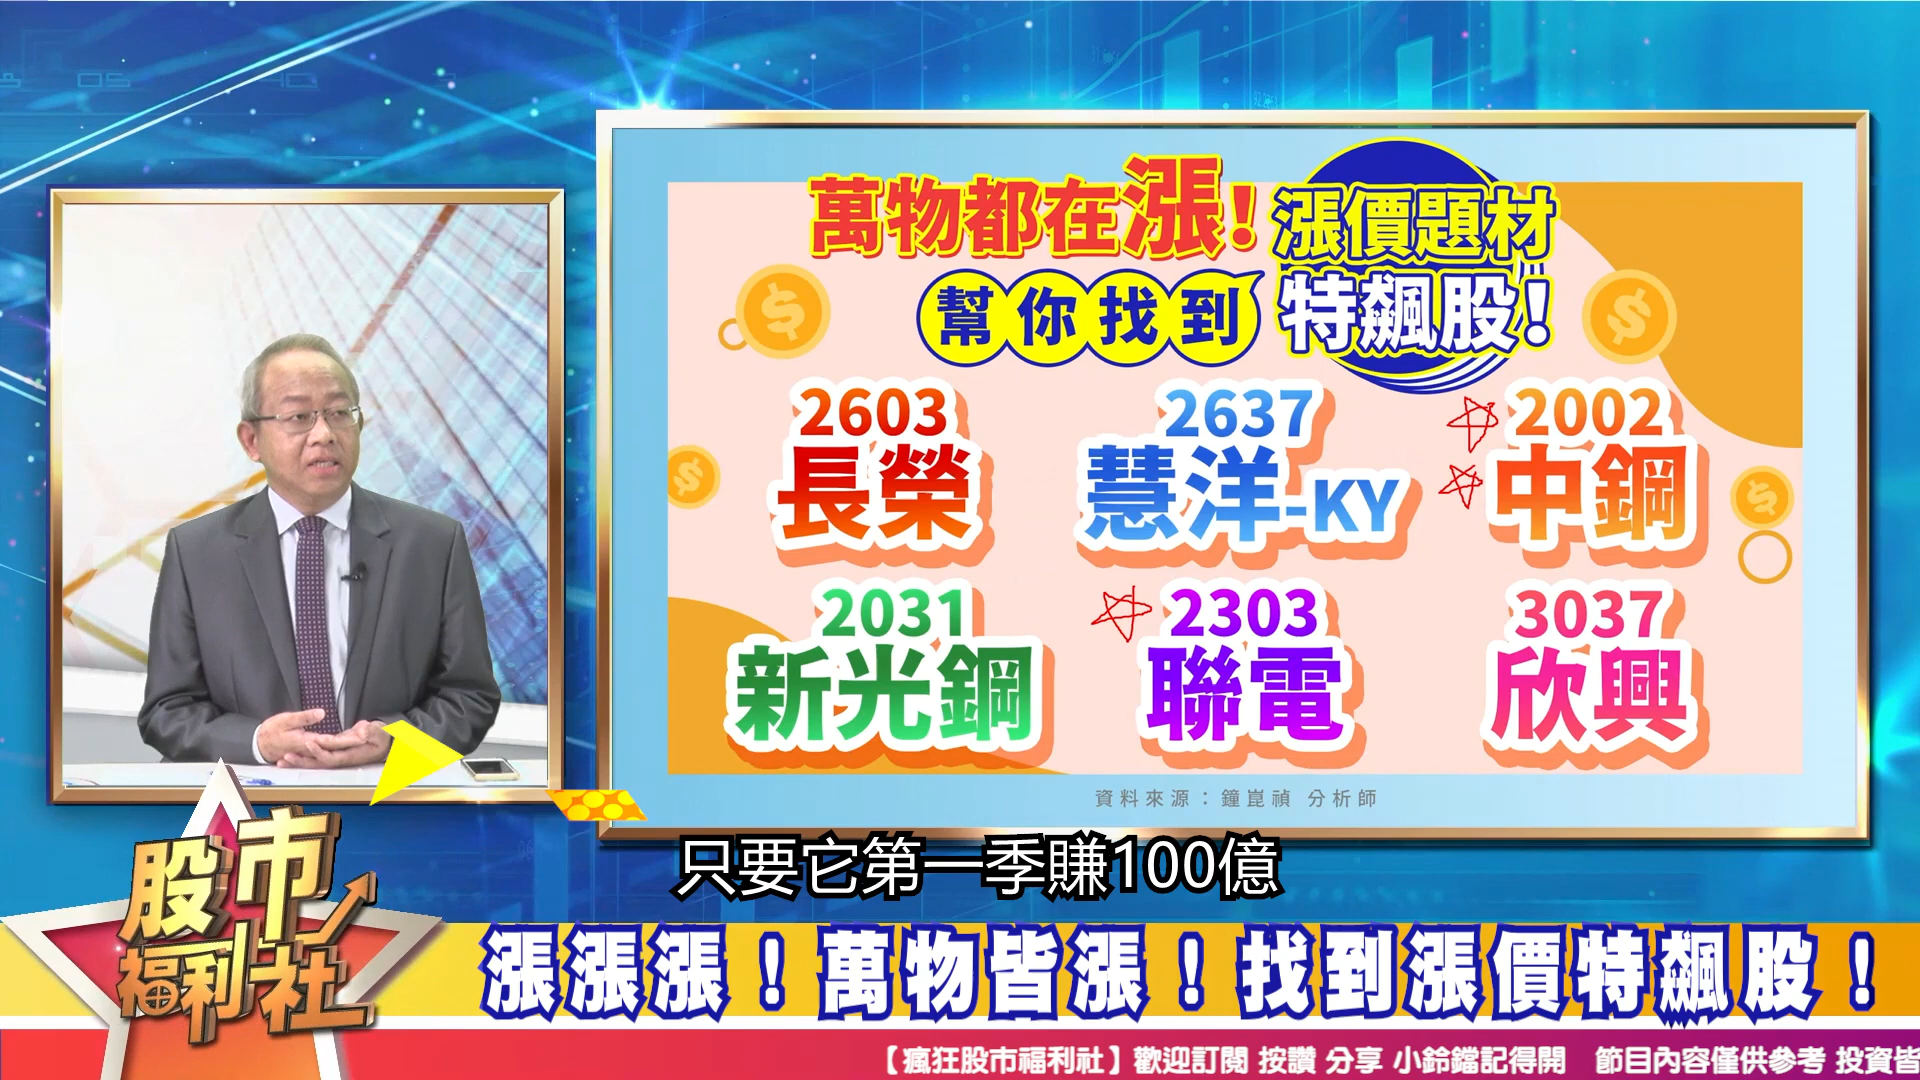 萬物都在漲！漲價題材
幫你找到特飆股！
2603
長榮
2637
慧洋-KY
2002
中鋼
2031
新光鋼
2303
聯電
3037
欣興
資料來源：鐘崑禎 分析師
只要它第一季賺100億
股市
福利社
漲漲漲！萬物皆漲！找到漲價特飆股！
【瘋狂股市福利社】歡迎訂閱 按讚 分享 小鈴鐺記得開 節目內容僅供參考 投資皆